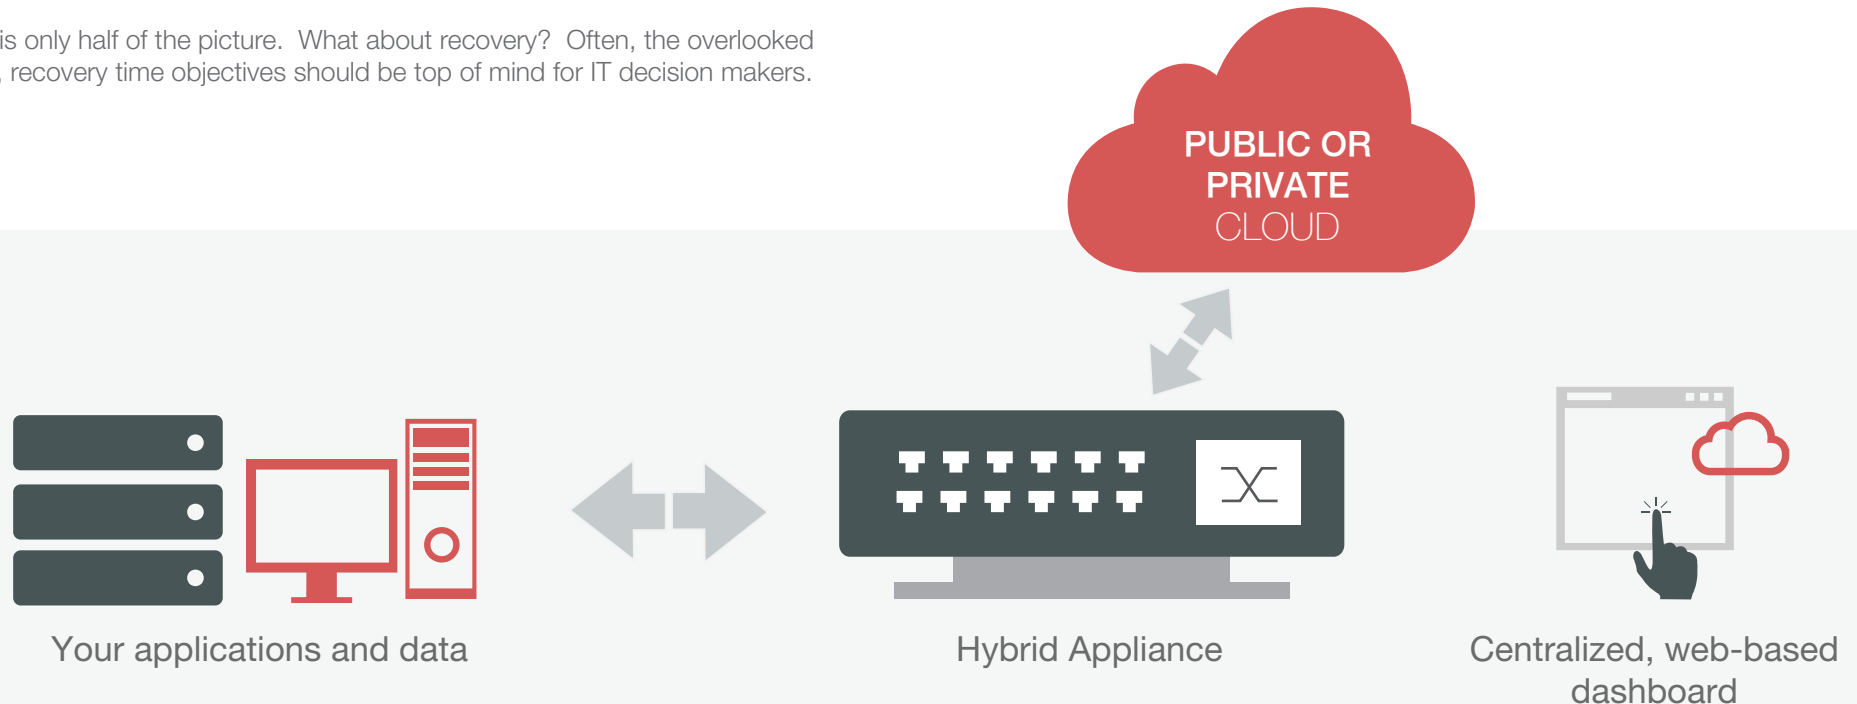 is only half of the picture. What about recovery? Often, the overlooked
, recovery time objectives should be top of mind for IT decision makers.
PUBLIC OR
PRIVATE
CLOUD
Your applications and data
Hybrid Appliance
Centralized, web-based
dashboard